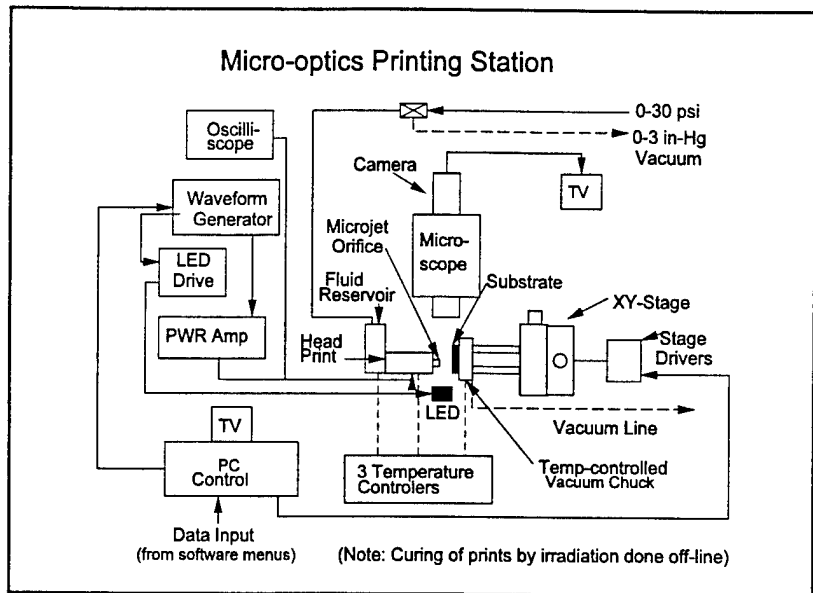 Micro-optics Printing Station
Oscilli-
scope
0-30 psi
0-3 in-Hg
Vacuum
Camera
TV
Waveform
Generator
Microjet
Orifice
Micro-
scope
LED
Drive
Fluid
Reservoir
Substrate
XY-Stage
PWR Amp
Head
Print
Stage
Drivers
LED
TV
Vacuum Line
PC
Control
3 Temperature
Controlers
Temp-controlled
Vacuum Chuck
Data Input
(from software menus)
(Note: Curing of prints by irradiation done off-line)